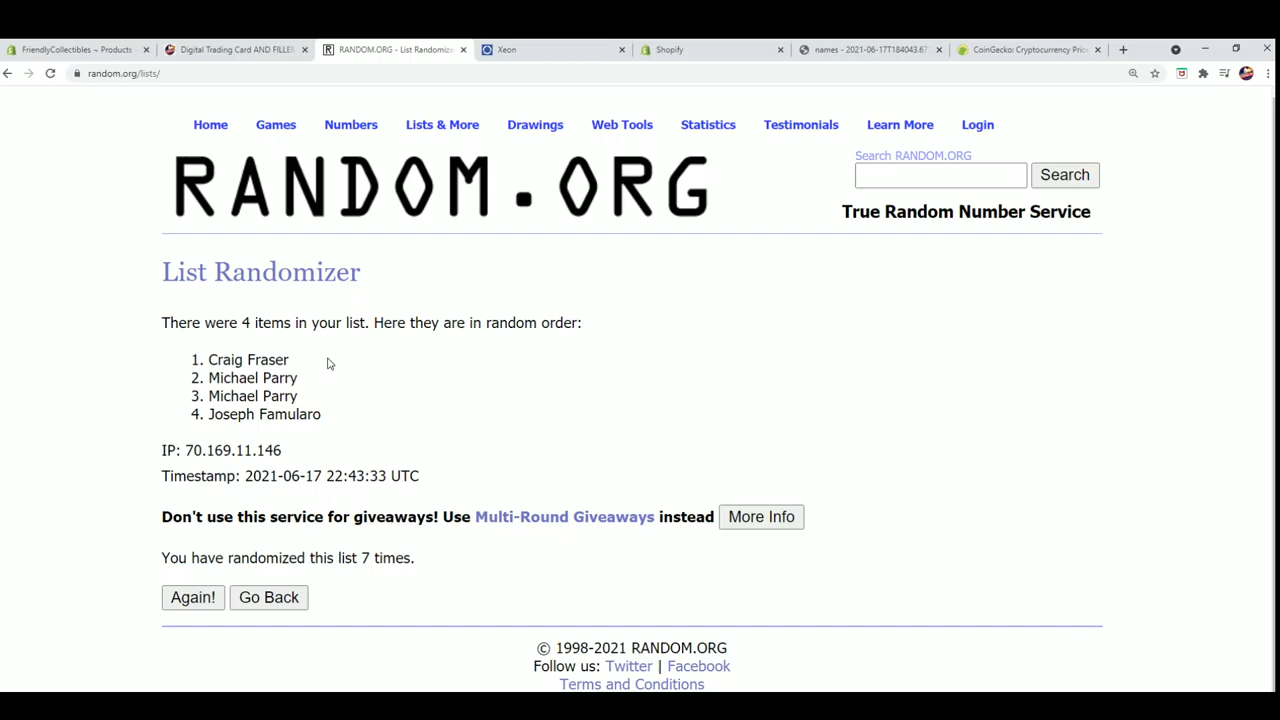 FriendlyCollectibles ~ Products
Digital Trading Card AND FILLER
RANDOM.ORG - List Randomize
Xeon
Shopify
names - 2021-06-17T184043.67
CoinGecko: Cryptocurrency Price
random.org/lists/
Home Games Numbers Lists & More Drawings Web Tools Statistics Testimonials Learn More Login
RANDOM.ORG
Search RANDOM.ORG
Search
True Random Number Service
List Randomizer
There were 4 items in your list. Here they are in random order:
1. Craig Fraser
2. Michael Parry
3. Michael Parry
4. Joseph Famularo
IP: 70.169.11.146
Timestamp: 2021-06-17 22:43:33 UTC
Don't use this service for giveaways! Use Multi-Round Giveaways instead More Info
You have randomized this list 7 times.
Again! Go Back
© 1998-2021 RANDOM.ORG
Follow us: Twitter | Facebook
Terms and Conditions